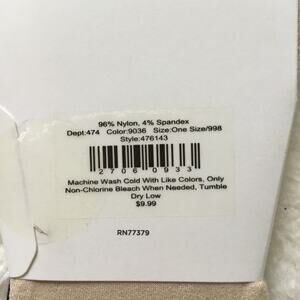 96% Nylon, 4% Spandex
Dept:474 Color:9036 Size:One Size/998
Style:476143
27060933
Machine Wash Cold With Like Colors, Only
Non-Chlorine Bleach When Needed, Tumble
Dry Low
$9.99
RN77379